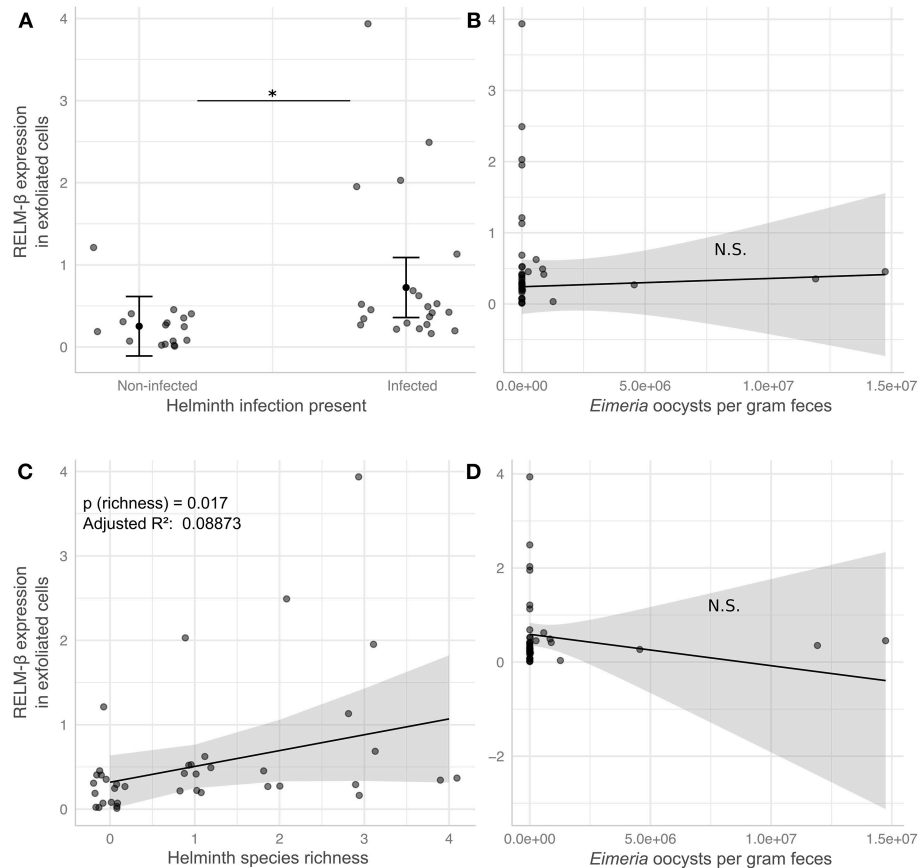 A
4
3
2
1
0
RELM-β expression
in exfoliated cells
*
Non-infected
Infected
Helminth infection present
B
4
3
2
1
0
N.S.
0.0e+00
5.0e+06
1.0e+07
1.5e+07
Eimeria oocysts per gram feces
C
4
3
2
1
0
RELM-β expression
in exfoliated cells
p (richness) = 0.017
Adjusted R²: 0.08873
0
1
2
3
4
Helminth species richness
D
4
2
0
−2
N.S.
0.0e+00
5.0e+06
1.0e+07
1.5e+07
Eimeria oocysts per gram feces